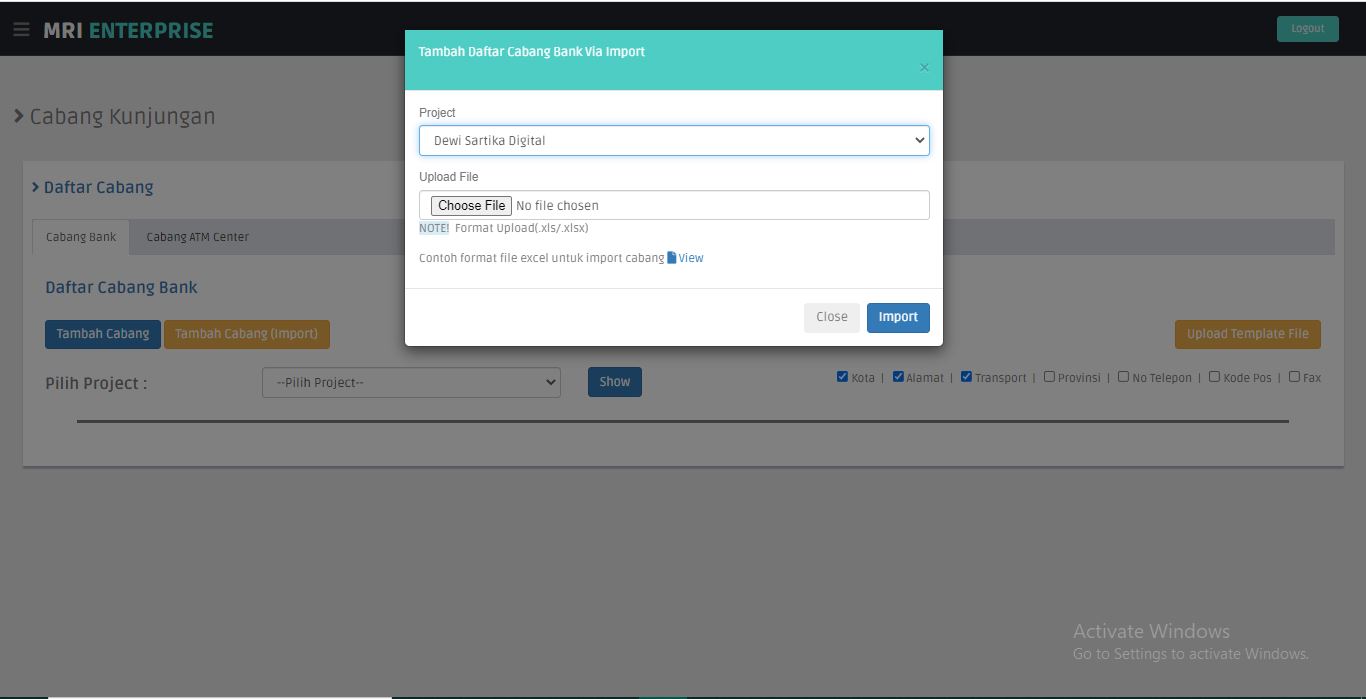 MRI ENTERPRISE
Logout
Tambah Daftar Cabang Bank Via Import
×
Project
Dewi Sartika Digital
Upload File
Choose File No file chosen
NOTE! Format Upload(.xls/.xlsx)
Contoh format file excel untuk import cabang View
Close Import
Cabang Kunjungan
Daftar Cabang
Cabang Bank Cabang ATM Center
Daftar Cabang Bank
Tambah Cabang Tambah Cabang (Import) Upload Template File
Pilih Project : --Pilih Project-- Show Kota | Alamat | Transport | Provinsi | No Telepon | Kode Pos | Fax
Activate Windows
Go to Settings to activate Windows.